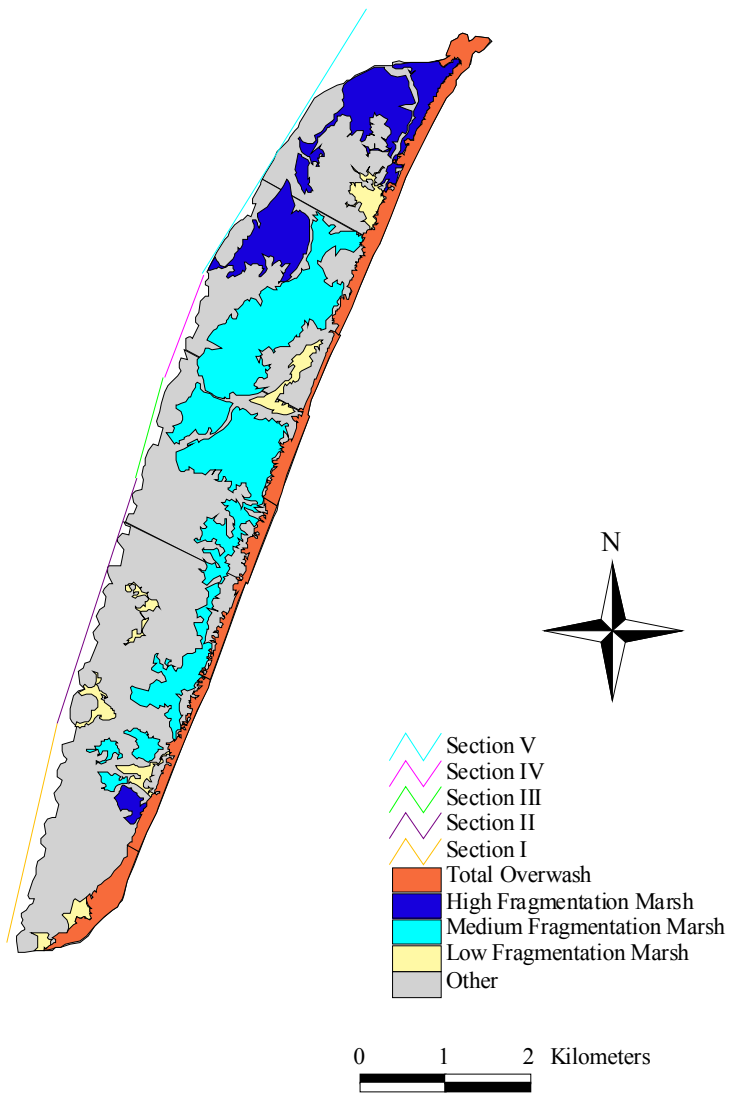 N
Section V
Section IV
Section III
Section II
Section I
Total Overwash
High Fragmentation Marsh
Medium Fragmentation Marsh
Low Fragmentation Marsh
Other
0 1 2 Kilometers